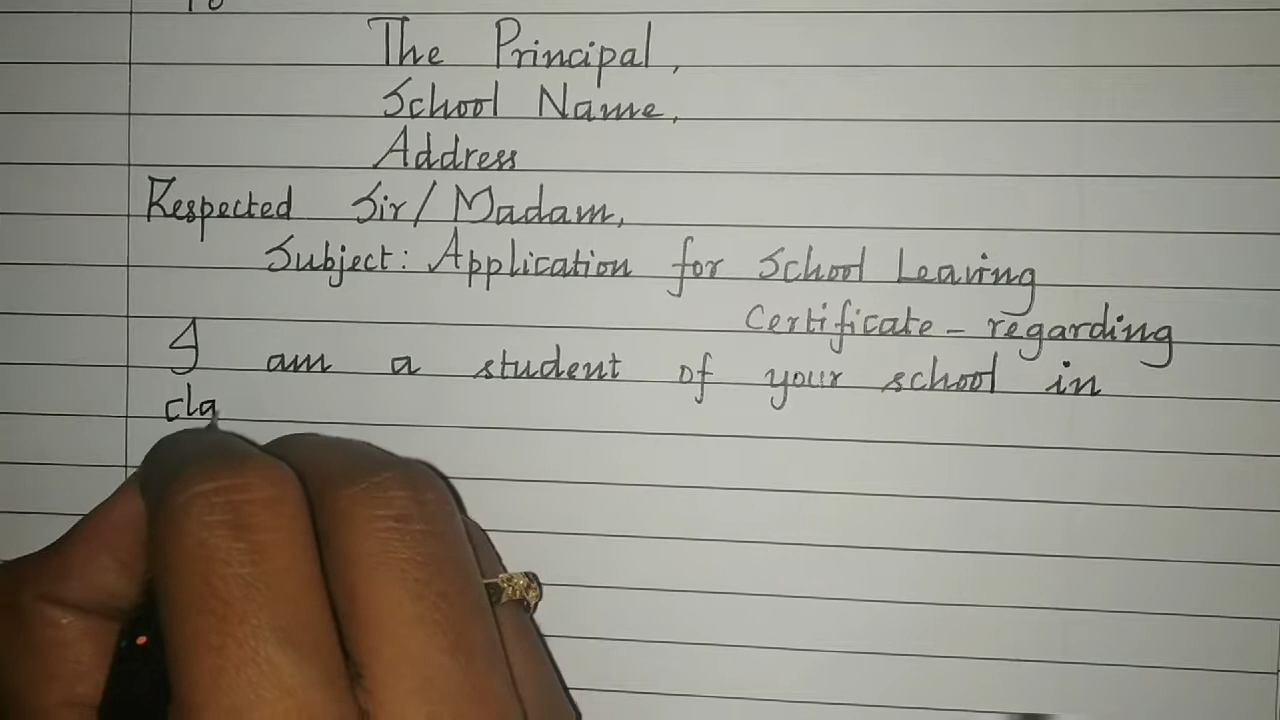 The Principal,
School Name,
Address
Respected Sir/Madam,
Subject: Application for School Leaving
Certificate - regarding
I am a student of your school in
cla